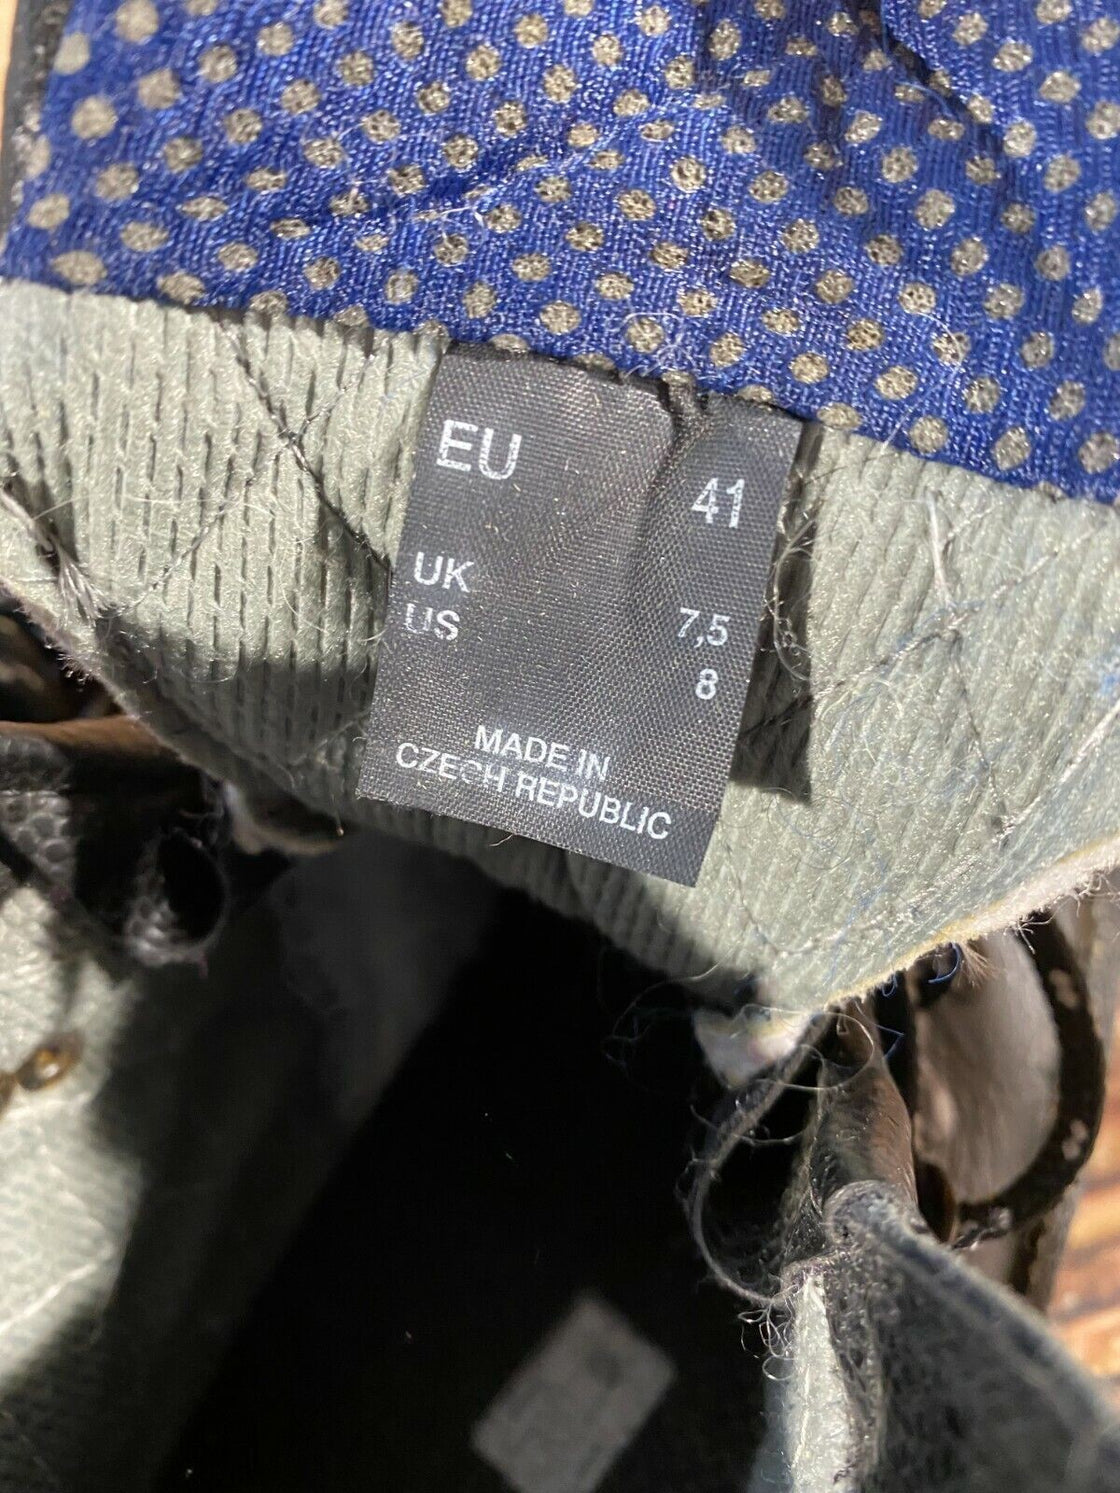 EU 41
UK 7,5
US 8
MADE IN
CZECH REPUBLIC